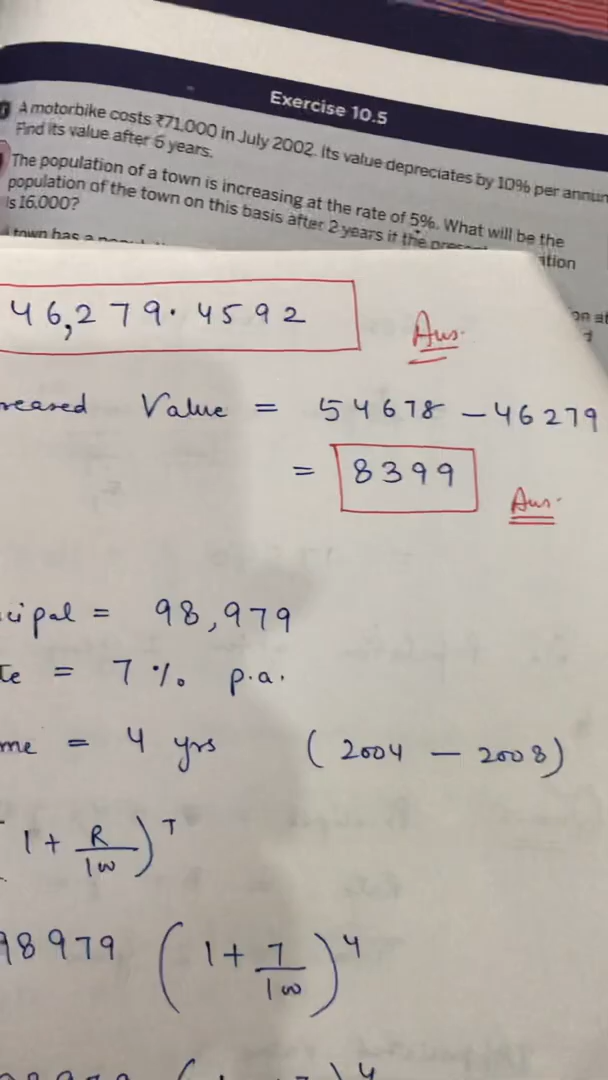 Exercise 10.5
A motorbike costs ₹71,000 in July 2002. Its value depreciates by 10% per annum
Find its value after 6 years.
The population of a town is increasing at the rate of 5%. What will be the
population of the town on this basis after 2 years if the
is 16,000?
town has a
46,279.4592
Ans.
Value = 54678 - 46279
= 8399
Ans.
= 98,979
= 7 % p.a.
= 4 yrs (2004 - 2008)
1 + R/100)^T
98979 (1 + 7/100)^4